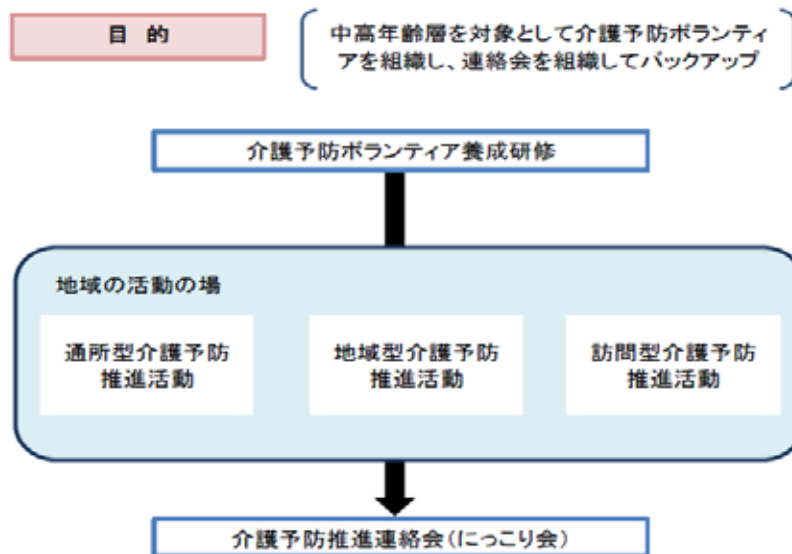 目 的
中高年齢層を対象として介護予防ボランティ
アを組織し、連絡会を組織してバックアップ
介護予防ボランティア養成研修
地域の活動の場
通所型介護予防
推進活動
地域型介護予防
推進活動
訪問型介護予防
推進活動
介護予防推進連絡会(にっこり会)